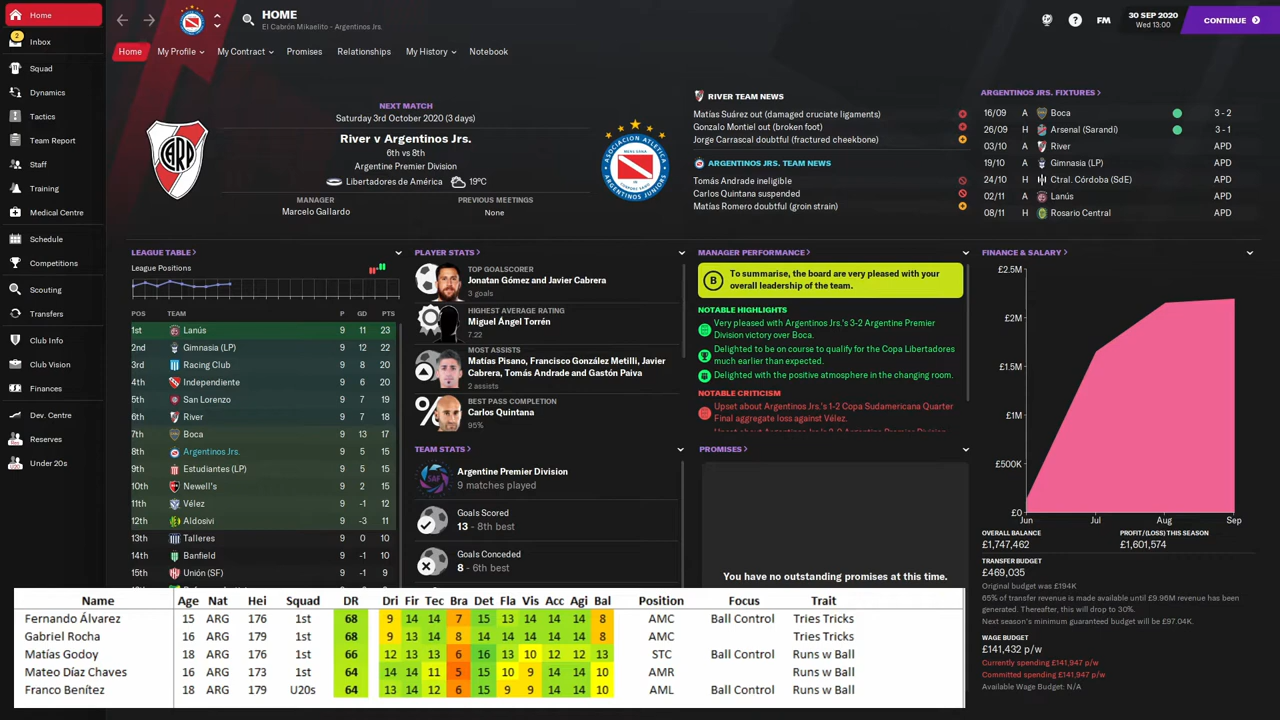 Home
HOME
El Cabrón Mikaelito - Argentinos Jrs.
? FM
30 SEP 2020
Wed 13:00
CONTINUE
2
Inbox
Squad
Dynamics
Tactics
Team Report
Staff
Training
Medical Centre
Schedule
Competitions
Scouting
Transfers
Club Info
Club Vision
Finances
Dev. Centre
Reserves
Under 20s
Home My Profile My Contract Promises Relationships My History Notebook
NEXT MATCH
Saturday 3rd October 2020 (3 days)
River v Argentinos Jrs.
6th vs 8th
Argentine Premier Division
Libertadores de América 19ºC
MANAGER
Marcelo Gallardo
PREVIOUS MEETINGS
None
RIVER TEAM NEWS
Matías Suárez out (damaged cruciate ligaments)
Gonzalo Montiel out (broken foot)
Jorge Carrascal doubtful (fractured cheekbone)
ARGENTINOS JRS. TEAM NEWS
Tomás Andrade ineligible
Carlos Quintana suspended
Matías Romero doubtful (groin strain)
ARGENTINOS JRS. FIXTURES
16/09 A Boca 3 - 2
26/09 H Arsenal (Sarandí) 3 - 1
03/10 A River APD
19/10 A Gimnasia (LP) APD
24/10 H Ctral. Córdoba (SdE) APD
02/11 A Lanús APD
08/11 H Rosario Central APD
LEAGUE TABLE
League Positions
POS TEAM P GD PTS
1st Lanús 9 11 23
2nd Gimnasia (LP) 9 12 22
3rd Racing Club 9 8 20
4th Independiente 9 6 20
5th San Lorenzo 9 7 19
6th River 9 7 18
7th Boca 9 13 17
8th Argentinos Jrs. 9 5 15
9th Estudiantes (LP) 9 5 15
10th Newell's 9 2 15
11th Vélez 9 -1 12
12th Aldosivi 9 -3 11
13th Talleres 9 0 10
14th Banfield 9 -1 10
15th Unión (SF) 9 -1 9
PLAYER STATS
TOP GOALSCORER
Jonatan Gómez and Javier Cabrera
3 goals
HIGHEST AVERAGE RATING
Miguel Ángel Torrén
7.22
MOST ASSISTS
Matías Pisano, Francisco González Metilli, Javier
Cabrera, Tomás Andrade and Gastón Paiva
2 assists
BEST PASS COMPLETION
Carlos Quintana
95%
TEAM STATS
Argentine Premier Division
9 matches played
Goals Scored
13 - 8th best
Goals Conceded
8 - 6th best
MANAGER PERFORMANCE
B
To summarise, the board are very pleased with your
overall leadership of the team.
NOTABLE HIGHLIGHTS
Very pleased with Argentinos Jrs.'s 3-2 Argentine Premier
Division victory over Boca.
Delighted to be on course to qualify for the Copa Libertadores
much earlier than expected.
Delighted with the positive atmosphere in the changing room.
NOTABLE CRITICISM
Upset about Argentinos Jrs.'s 1-2 Copa Sudamericana Quarter
Final aggregate loss against Vélez.
PROMISES
You have no outstanding promises at this time.
FINANCE & SALARY
£2.5M
£2M
£1.5M
£1M
£500K
£0
Jun Jul Aug Sep
OVERALL BALANCE
£1,747,462
PROFIT/(LOSS) THIS SEASON
£1,601,574
TRANSFER BUDGET
£469,035
Original budget was £194K
65% of transfer revenue is made available until £9.96M revenue has been
generated. Thereafter, this will drop to 30%.
Next season's minimum guaranteed budget will be £97.04K.
WAGE BUDGET
£141,432 p/w
Currently spending £141,947 p/w
Committed spending £141,947 p/w
Available Wage Budget: N/A
Name Age Nat Hei Squad DR Dri Fir Tec Bra Det Fla Vis Acc Agi Bal Position Focus Trait
Fernando Álvarez 15 ARG 176 1st 68 9 14 14 7 15 13 14 14 14 8 AMC Ball Control Tries Tricks
Gabriel Rocha 16 ARG 179 1st 68 9 13 14 8 14 14 14 14 14 8 AMC Tries Tricks
Matías Godoy 18 ARG 176 1st 66 12 13 13 6 16 13 10 12 12 13 STC Ball Control Runs w Ball
Mateo Díaz Chaves 16 ARG 173 1st 64 14 14 11 5 15 10 9 14 14 10 AMR Runs w Ball
Franco Benítez 18 ARG 179 U20s 64 13 14 12 6 15 9 9 14 14 10 AML Ball Control Runs w Ball